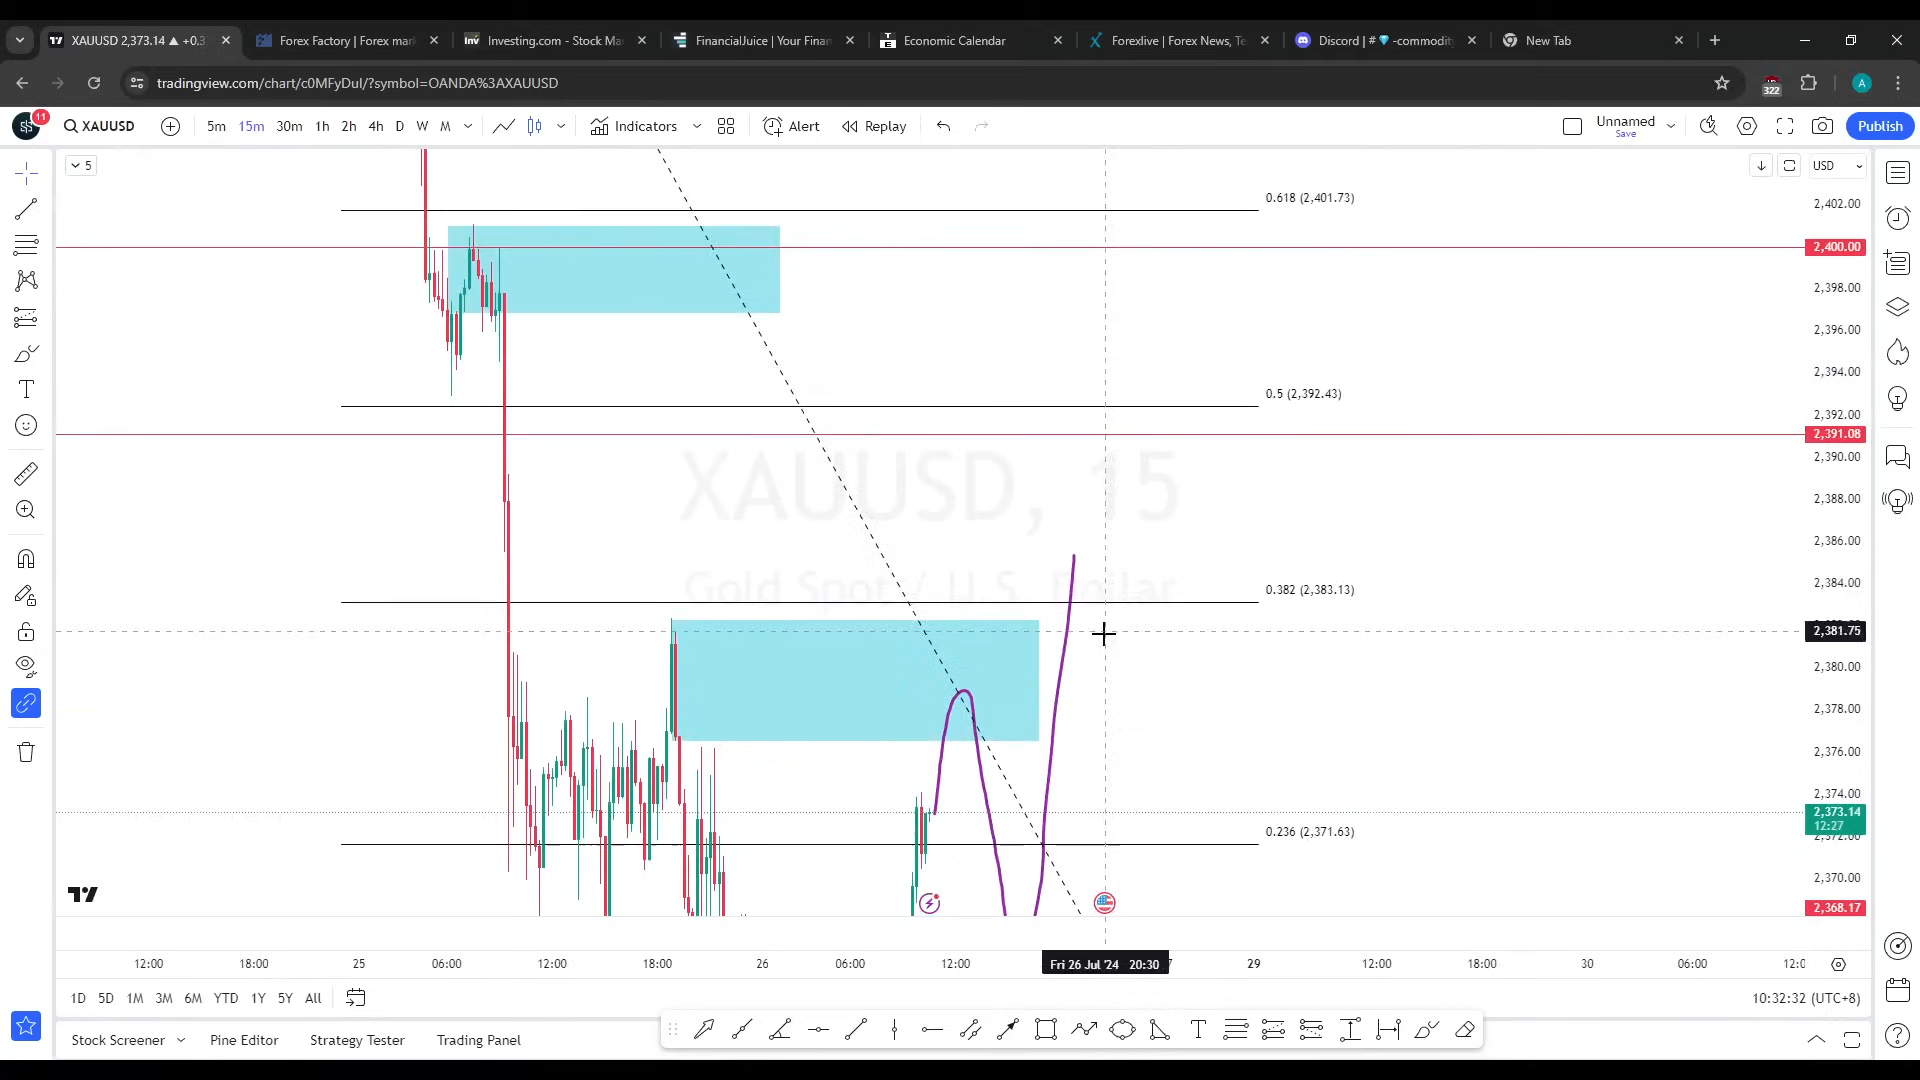 XAUUSD 2,373.14 ▲ +0.3
Forex Factory | Forex mar
Investing.com - Stock Ma
FinancialJuice | Your Finan
Economic Calendar
Forexlive | Forex News, Te
Discord | # -commodit
New Tab
tradingview.com/chart/c0MFyDul/?symbol=OANDA%3AXAUUSD
322
A
11
XAUUSD
5m 15m 30m 1h 2h 4h D W M
Indicators
Alert
Replay
Unnamed
Save
Publish
5
USD
0.618 (2,401.73)
2,402.00
2,400.00
2,398.00
2,396.00
2,394.00
0.5 (2,392.43)
2,392.00
2,391.08
2,390.00
XAUUSD, 15
2,388.00
2,386.00
Gold Spot / U.S. Dollar
2,384.00
0.382 (2,383.13)
2,381.75
2,380.00
2,378.00
2,376.00
2,374.00
2,373.14
12:27
2,372.00
0.236 (2,371.63)
2,370.00
2,368.17
12:00 18:00 25 06:00 12:00 18:00 26 06:00 12:00 Fri 26 Jul '24 20:30 29 12:00 18:00 30 06:00
1D 5D 1M 3M 6M YTD 1Y 5Y All
10:32:32 (UTC+8)
Stock Screener
Pine Editor
Strategy Tester
Trading Panel